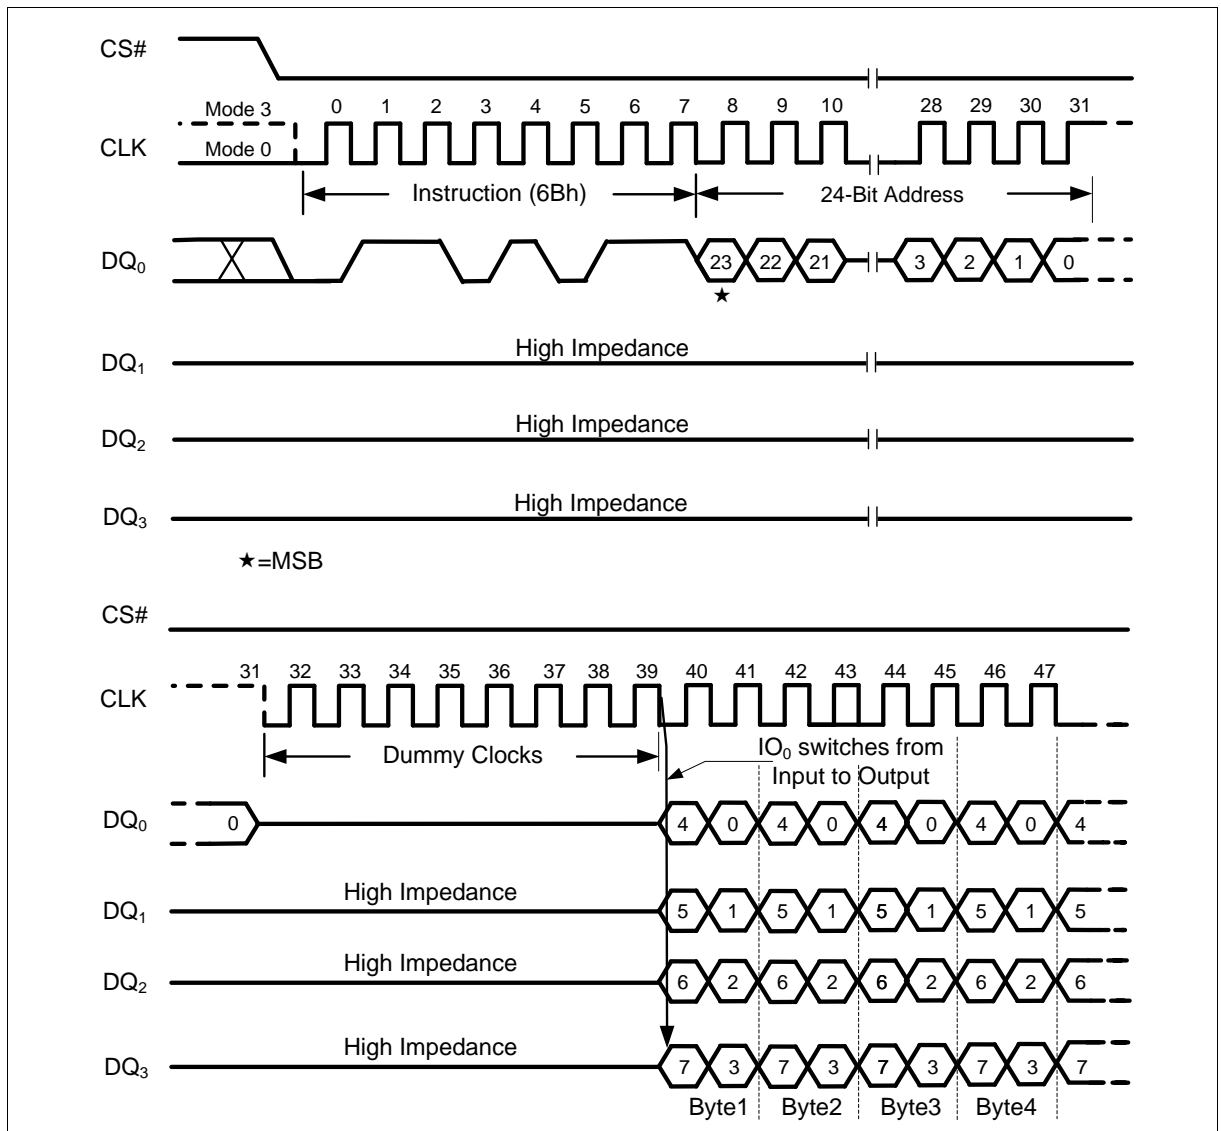 CS#
0 1 2 3 4 5 6 7 8 9 10 28 29 30 31
Mode 3
CLK
Mode 0
Instruction (6Bh)
24-Bit Address
DQ0
23 22 21 3 2 1 0
★
High Impedance
DQ1
High Impedance
DQ2
High Impedance
DQ3
★=MSB
CS#
31 32 33 34 35 36 37 38 39 40 41 42 43 44 45 46 47
CLK
Dummy Clocks
IO0 switches from
Input to Output
DQ0
0 4 0 4 0 4 0 4 0 4
High Impedance
DQ1
5 1 5 1 5 1 5 1 5
High Impedance
DQ2
6 2 6 2 6 2 6 2 6
High Impedance
DQ3
7 3 7 3 7 3 7 3 7
Byte1 Byte2 Byte3 Byte4